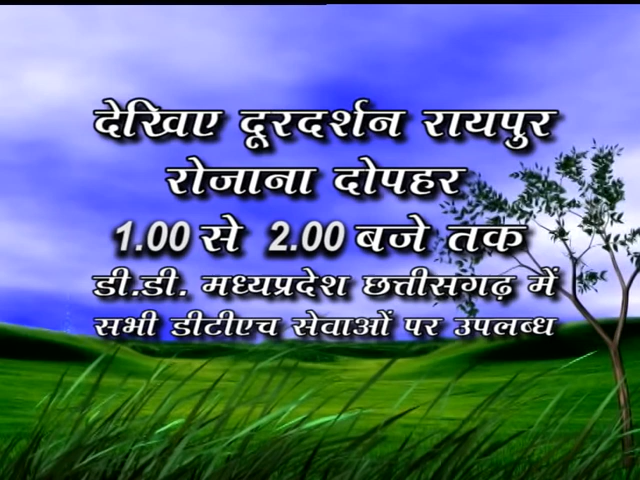 देखिए दूरदर्शन रायपुर
रोजाना दोपहर
1.00 से 2.00 बजे तक
डी.डी. मध्यप्रदेश छत्तीसगढ़ में
सभी डीटीएच सेवाओं पर उपलब्ध